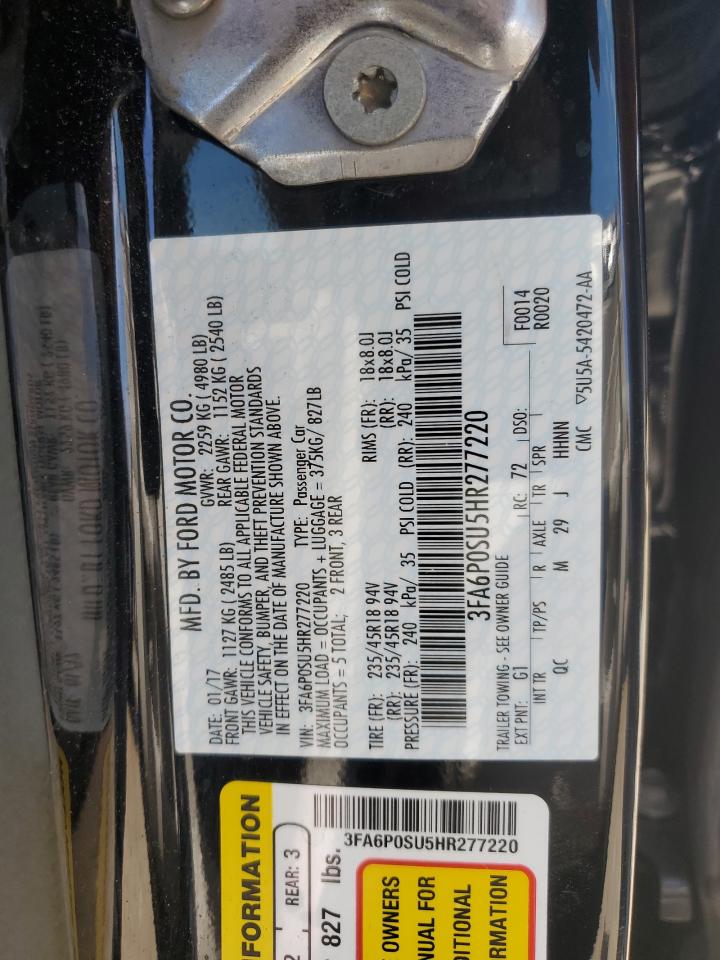 MFD. BY FORD MOTOR CO.
DATE: 01/17 GVWR: 2259 KG ( 4980 LB)
FRONT GAWR: 1127 KG ( 2485 LB) REAR GAWR: 1152 KG ( 2540 LB)
THIS VEHICLE CONFORMS TO ALL APPLICABLE FEDERAL MOTOR
VEHICLE SAFETY, BUMPER, AND THEFT PREVENTION STANDARDS
IN EFFECT ON THE DATE OF MANUFACTURE SHOWN ABOVE.
VIN: 3FA6P0SU5HR277220 TYPE: Passenger Car
MAXIMUM LOAD = OCCUPANTS + LUGGAGE = 375KG/ 827LB
OCCUPANTS = 5 TOTAL; 2 FRONT, 3 REAR
TIRE (FR): 235/45R18 94V RIMS (FR): 18x8.0J
(RR): 235/45R18 94V (RR): 18x8.0J
PRESSURE (FR): 240 kPa/ 35 PSI COLD (RR): 240 kPa/ 35 PSI COLD
3FA6P0SU5HR277220
TRAILER TOWING - SEE OWNER GUIDE F0014
EXT PNT: G1 RC: 72 DSO: R0020
INT TR TP/PS R AXLE TR SPR
QC M 29 J HHNN
CMC ▽5U5A-5420472-AA
FORMATION
REAR: 3
827 lbs.
3FA6P0SU5HR277220
OWNERS
NUAL FOR
DITIONAL
RMATION